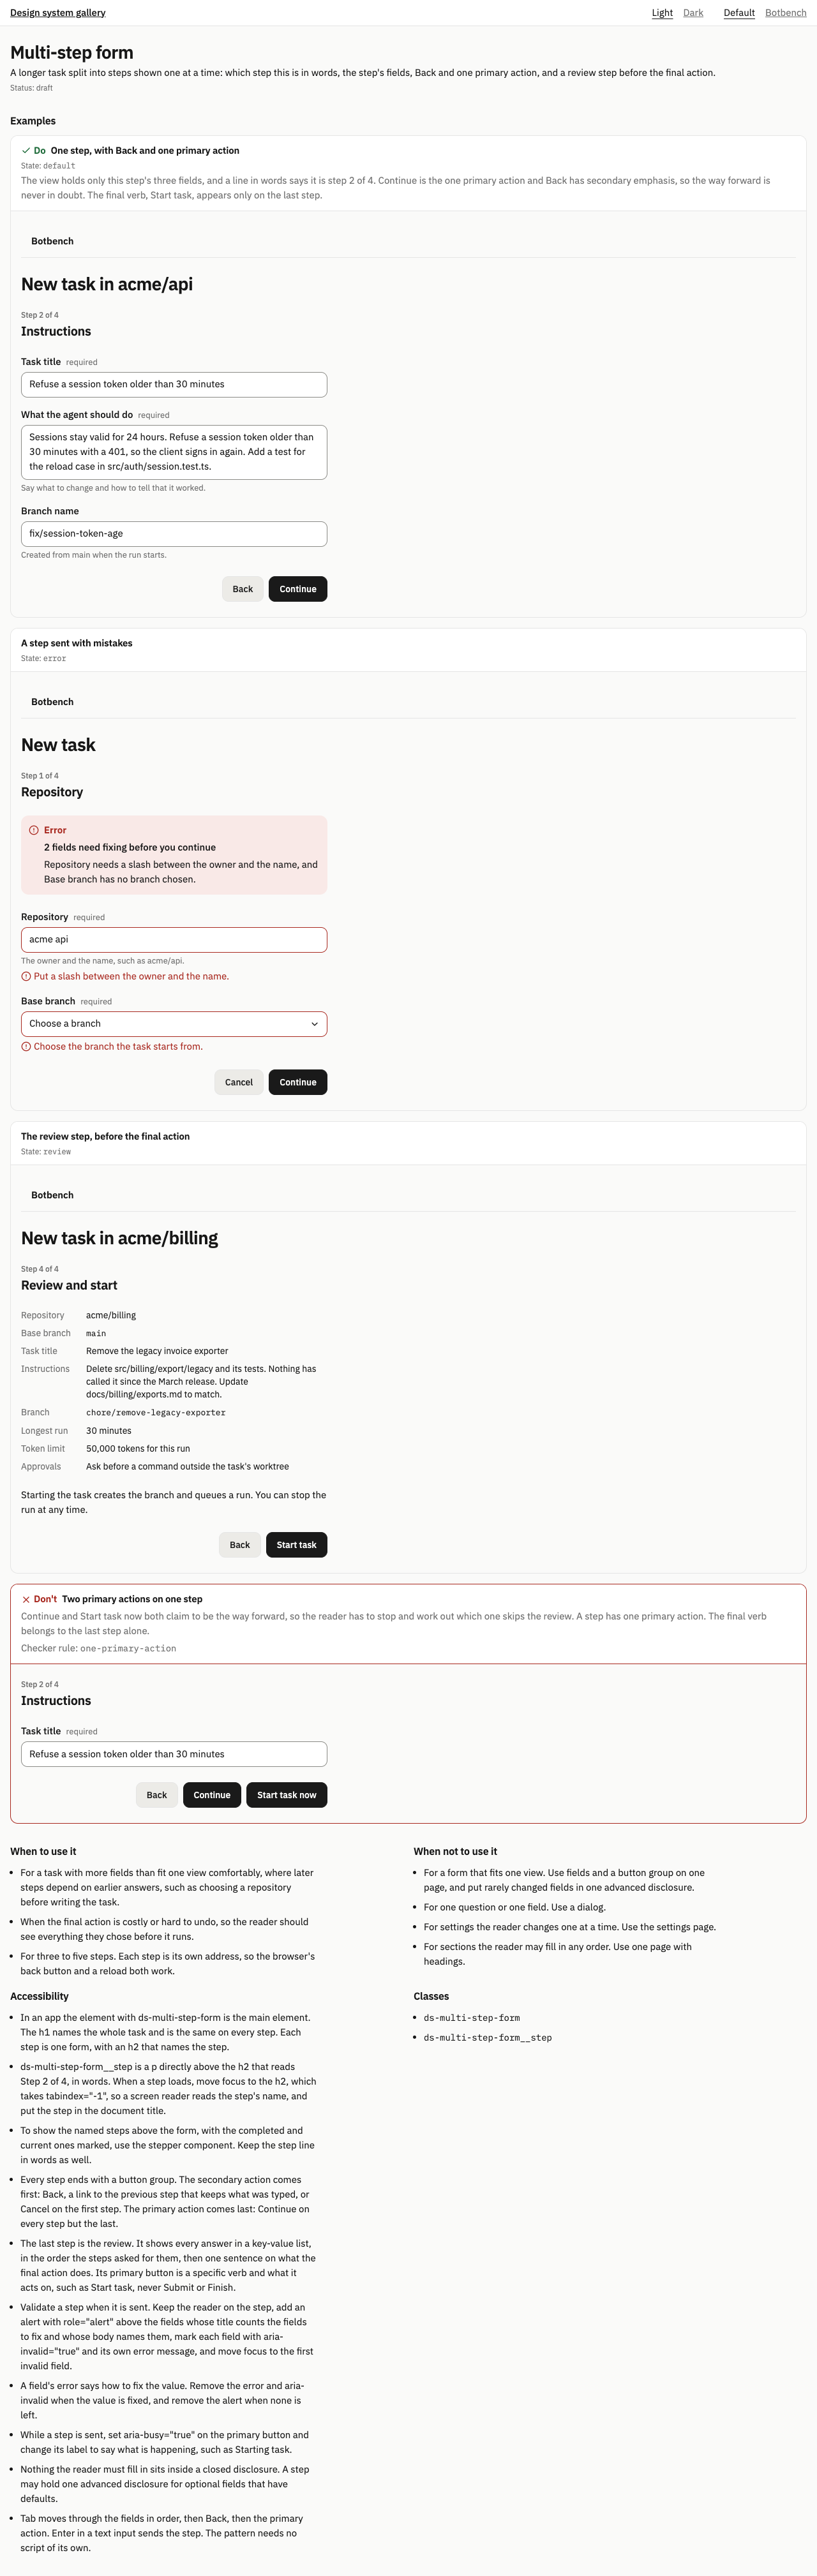 Design system gallery
Light Dark Default Botbench
Multi-step form
A longer task split into steps shown one at a time: which step this is in words, the step's fields, Back and one primary action, and a review step before the final action.
Status: draft
Examples
Do One step, with Back and one primary action
State: default
The view holds only this step's three fields, and a line in words says it is step 2 of 4. Continue is the one primary action and Back has secondary emphasis, so the way forward is
never in doubt. The final verb, Start task, appears only on the last step.
Botbench
New task in acme/api
Step 2 of 4
Instructions
Task title required
Refuse a session token older than 30 minutes
What the agent should do required
Sessions stay valid for 24 hours. Refuse a session token older than
30 minutes with a 401, so the client signs in again. Add a test for
the reload case in src/auth/session.test.ts.
Say what to change and how to tell that it worked.
Branch name
fix/session-token-age
Created from main when the run starts.
Back Continue
A step sent with mistakes
State: error
Botbench
New task
Step 1 of 4
Repository
Error
2 fields need fixing before you continue
Repository needs a slash between the owner and the name, and
Base branch has no branch chosen.
Repository required
acme api
The owner and the name, such as acme/api.
Put a slash between the owner and the name.
Base branch required
Choose a branch
Choose the branch the task starts from.
Cancel Continue
The review step, before the final action
State: review
Botbench
New task in acme/billing
Step 4 of 4
Review and start
Repository acme/billing
Base branch main
Task title Remove the legacy invoice exporter
Instructions Delete src/billing/export/legacy and its tests. Nothing has
called it since the March release. Update
docs/billing/exports.md to match.
Branch chore/remove-legacy-exporter
Longest run 30 minutes
Token limit 50,000 tokens for this run
Approvals Ask before a command outside the task's worktree
Starting the task creates the branch and queues a run. You can stop the
run at any time.
Back Start task
Don't Two primary actions on one step
Continue and Start task now both claim to be the way forward, so the reader has to stop and work out which one skips the review. A step has one primary action. The final verb
belongs to the last step alone.
Checker rule: one-primary-action
Step 2 of 4
Instructions
Task title required
Refuse a session token older than 30 minutes
Back Continue Start task now
When to use it
For a task with more fields than fit one view comfortably, where later
steps depend on earlier answers, such as choosing a repository
before writing the task.
When the final action is costly or hard to undo, so the reader should
see everything they chose before it runs.
For three to five steps. Each step is its own address, so the browser's
back button and a reload both work.
When not to use it
For a form that fits one view. Use fields and a button group on one
page, and put rarely changed fields in one advanced disclosure.
For one question or one field. Use a dialog.
For settings the reader changes one at a time. Use the settings page.
For sections the reader may fill in any order. Use one page with
headings.
Accessibility
In an app the element with ds-multi-step-form is the main element.
The h1 names the whole task and is the same on every step. Each
step is one form, with an h2 that names the step.
ds-multi-step-form__step is a p directly above the h2 that reads
Step 2 of 4, in words. When a step loads, move focus to the h2, which
takes tabindex="-1", so a screen reader reads the step's name, and
put the step in the document title.
To show the named steps above the form, with the completed and
current ones marked, use the stepper component. Keep the step line
in words as well.
Every step ends with a button group. The secondary action comes
first: Back, a link to the previous step that keeps what was typed, or
Cancel on the first step. The primary action comes last: Continue on
every step but the last.
The last step is the review. It shows every answer in a key-value list,
in the order the steps asked for them, then one sentence on what the
final action does. Its primary button is a specific verb and what it
acts on, such as Start task, never Submit or Finish.
Validate a step when it is sent. Keep the reader on the step, add an
alert with role="alert" above the fields whose title counts the fields
to fix and whose body names them, mark each field with aria-
invalid="true" and its own error message, and move focus to the first
invalid field.
A field's error says how to fix the value. Remove the error and aria-
invalid when the value is fixed, and remove the alert when none is
left.
While a step is sent, set aria-busy="true" on the primary button and
change its label to say what is happening, such as Starting task.
Nothing the reader must fill in sits inside a closed disclosure. A step
may hold one advanced disclosure for optional fields that have
defaults.
Tab moves through the fields in order, then Back, then the primary
action. Enter in a text input sends the step. The pattern needs no
script of its own.
Classes
ds-multi-step-form
ds-multi-step-form__step